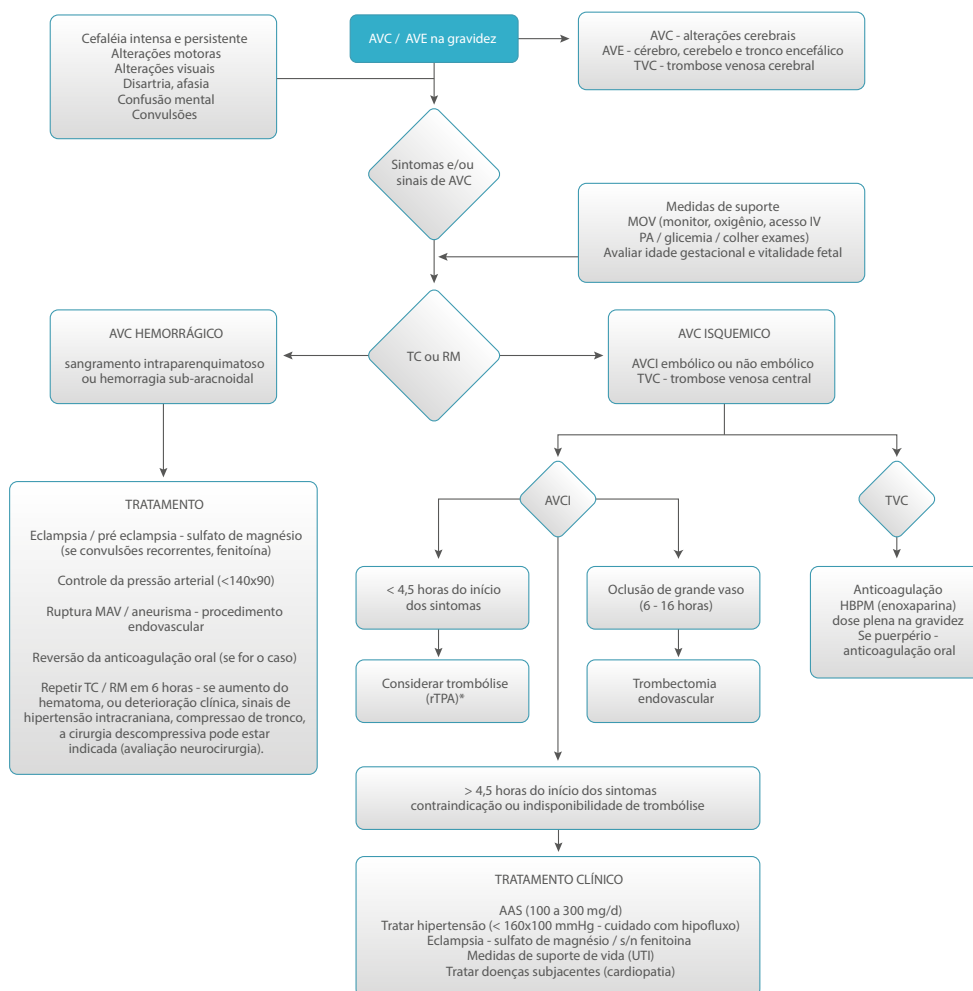 AVC / AVE na gravidez
Cefaléia intensa e persistente
Alterações motoras
Alterações visuais
Disartria, afasia
Confusão mental
Convulsões
AVC - alterações cerebrais
AVE - cérebro, cerebelo e tronco encefálico
TVC - trombose venosa cerebral
Sintomas e/ou
sinais de AVC
Medidas de suporte
MOV (monitor, oxigênio, acesso IV
PA / glicemia / colher exames)
Avaliar idade gestacional e vitalidade fetal
AVC HEMORRÁGICO
sangramento intraparenquimatoso
ou hemorragia sub-aracnoidal
TC ou RM
AVC ISQUEMICO
AVCI embólico ou não embólico
TVC - trombose venosa central
TRATAMENTO
Eclampsia / pré eclampsia - sulfato de magnésio
(se convulsões recorrentes, fenitoína)
Controle da pressão arterial (<140x90)
Ruptura MAV / aneurisma - procedimento
endovascular
Reversão da anticoagulação oral (se for o caso)
Repetir TC / RM em 6 horas - se aumento do
hematoma, ou deterioração clínica, sinais de
hipertensão intracraniana, compressao de tronco,
a cirurgia descompressiva pode estar
indicada (avaliação neurocirurgia).
AVCI
TVC
< 4,5 horas do início
dos sintomas
Oclusão de grande vaso
(6 - 16 horas)
Anticoagulação
HBPM (enoxaparina)
dose plena na gravidez
Se puerpério -
anticoagulação oral
Considerar trombólise
(rTPA)*
Trombectomia
endovascular
> 4,5 horas do início dos sintomas
contraindicação ou indisponibilidade de trombólise
TRATAMENTO CLÍNICO
AAS (100 a 300 mg/d)
Tratar hipertensão (< 160x100 mmHg - cuidado com hipofluxo)
Eclampsia - sulfato de magnésio / s/n fenitoina
Medidas de suporte de vida (UTI)
Tratar doenças subjacentes (cardiopatia)